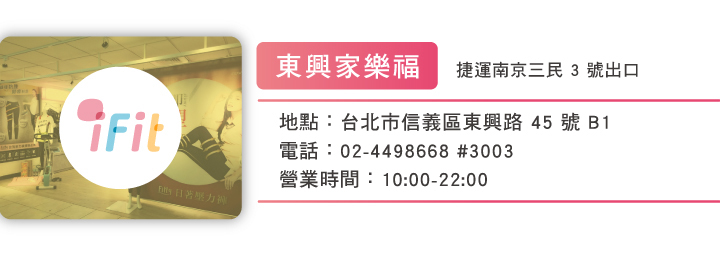 iFit
東興家樂福
捷運南京三民 3 號出口
地點：台北市信義區東興路 45 號 B1
電話：02-4498668 #3003
營業時間：10:00-22:00